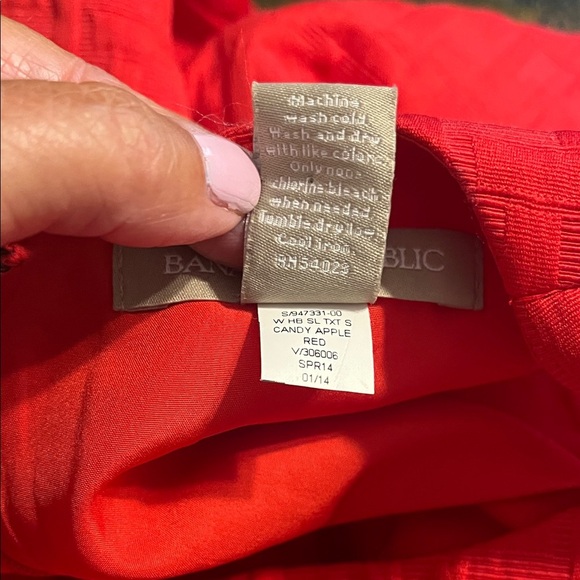 Machine
wash cold
Wash and dry
with like colors
Only non-
chlorine bleach
when needed.
Tumble dry low
Cool iron.
RN54023
BAN BLIC
S/947331-00
W HB SL TXT S
CANDY APPLE
RED
V/306006
SPR14
01/14